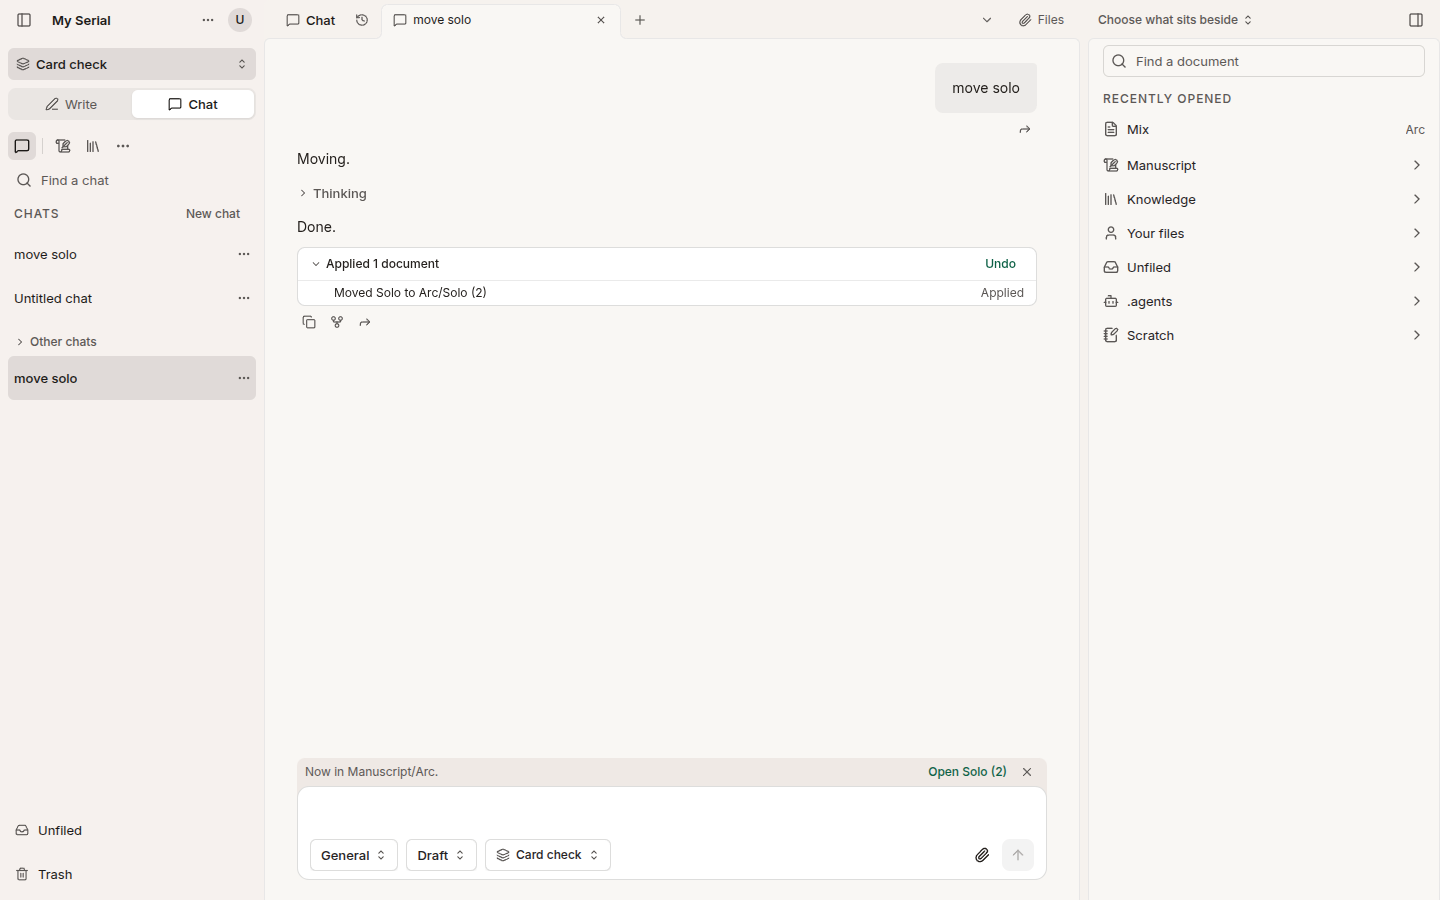 My Serial
U
Card check
Write
Chat
Find a chat
CHATS
New chat
move solo
Untitled chat
Other chats
move solo
Unfiled
Trash
Chat
move solo
Files
move solo
Moving.
Thinking
Done.
Applied 1 document
Undo
Moved Solo to Arc/Solo (2)
Applied
Now in Manuscript/Arc.
Open Solo (2)
General
Draft
Card check
Choose what sits beside
Find a document
RECENTLY OPENED
Mix
Arc
Manuscript
Knowledge
Your files
Unfiled
.agents
Scratch